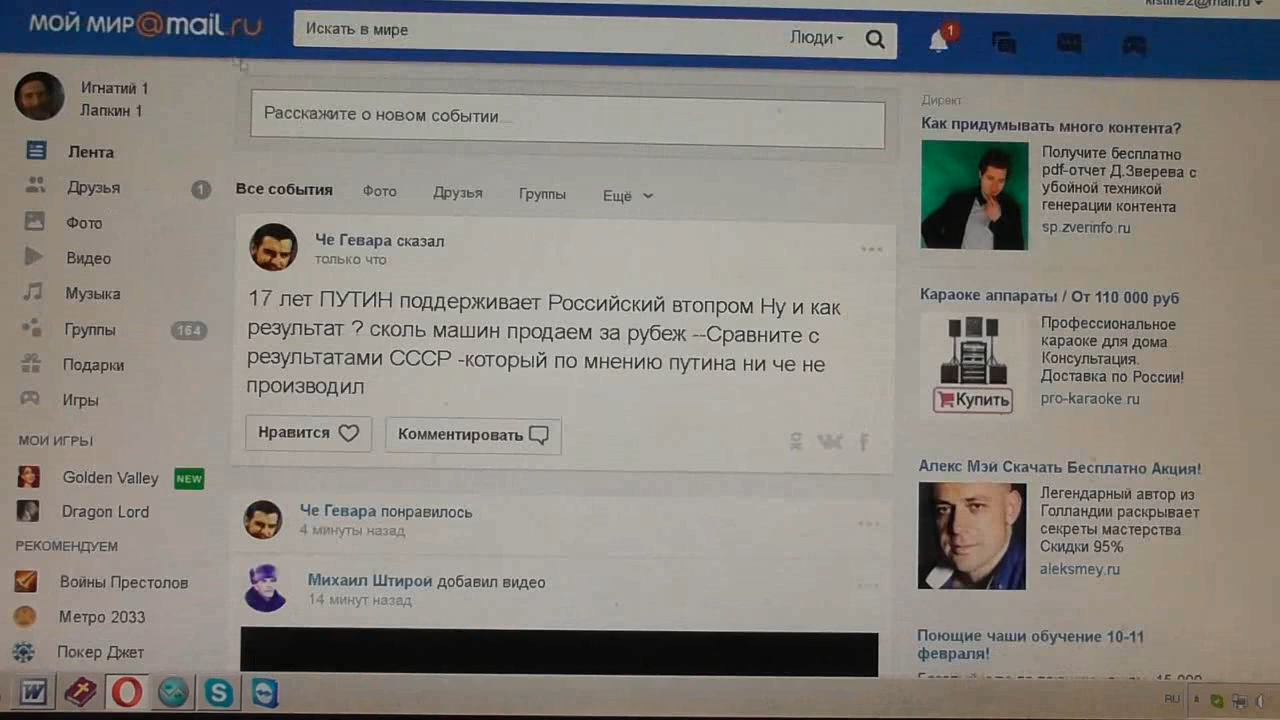 МОЙ МИР@mail.ru
Искать в мире
Люди
1
kristine2@mail.ru
Игнатий 1
Лапкин 1
Лента
Друзья
1
Фото
Видео
Музыка
Группы
164
Подарки
Игры
МОИ ИГРЫ
Golden Valley
NEW
Dragon Lord
РЕКОМЕНДУЕМ
Войны Престолов
Метро 2033
Покер Джет
Расскажите о новом событии...
Все события
Фото
Друзья
Группы
Ещё
Че Гевара сказал
только что
17 лет ПУТИН поддерживает Российский втопром Ну и как
результат ? сколь машин продаем за рубеж --Сравните с
результатами СССР -который по мнению путина ни че не
производил
Нравится
Комментировать
Че Гевара понравилось
4 минуты назад
Михаил Штирой добавил видео
14 минут назад
Директ
Как придумывать много контента?
Получите бесплатно
pdf-отчет Д.Зверева с
убойной техникой
генерации контента
sp.zverinfo.ru
Караоке аппараты / От 110 000 руб
Профессиональное
караоке для дома.
Консультация.
Доставка по России!
Купить
pro-karaoke.ru
Алекс Мэй Скачать Бесплатно Акция!
Легендарный автор из
Голландии раскрывает
секреты мастерства.
Скидки 95%
aleksmey.ru
Поющие чаши обучение 10-11
февраля!
RU